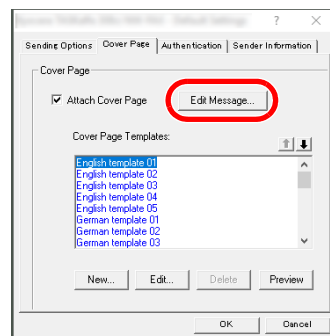 Default Settings
Sending Options Cover Page Authentication Sender Information
Cover Page
Attach Cover Page Edit Message...
Cover Page Templates:
English template 01
English template 02
English template 03
English template 04
English template 05
German template 01
German template 02
German template 03
New... Edit... Delete Preview
OK Cancel